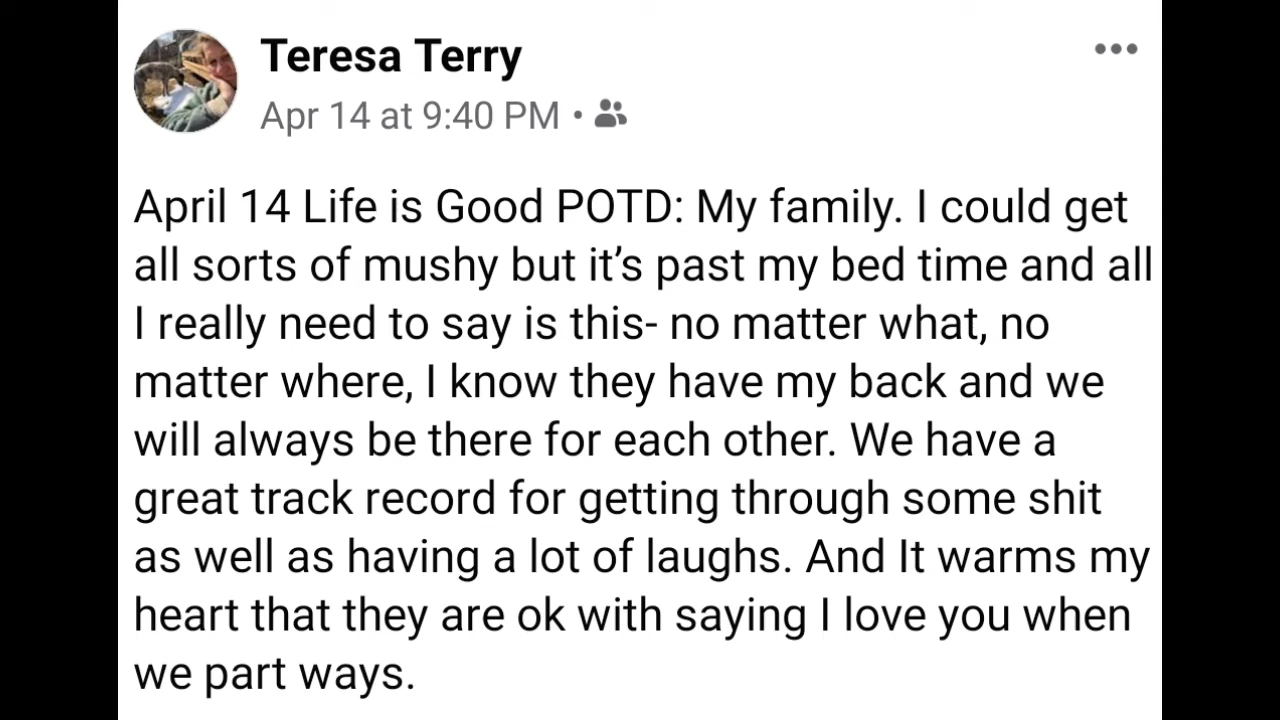 Teresa Terry
Apr 14 at 9:40 PM •
April 14 Life is Good POTD: My family. I could get
all sorts of mushy but it’s past my bed time and all
I really need to say is this- no matter what, no
matter where, I know they have my back and we
will always be there for each other. We have a
great track record for getting through some shit
as well as having a lot of laughs. And It warms my
heart that they are ok with saying I love you when
we part ways.